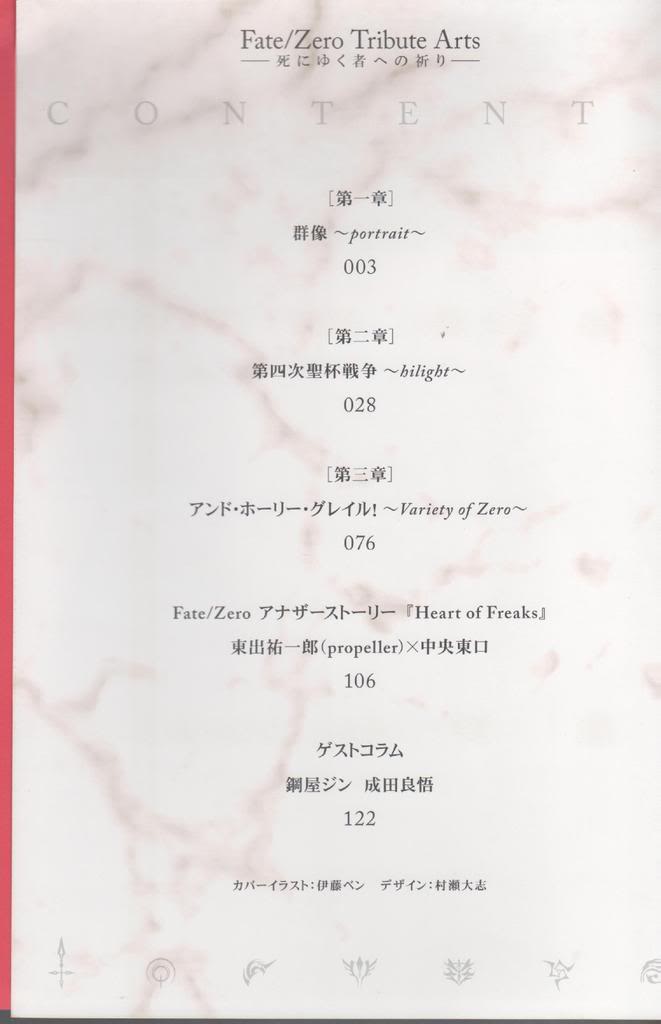 Fate/Zero Tribute Arts
死にゆく者への祈り
CONTENT
[第一章]
群像 ～portrait～
003
[第二章]
第四次聖杯戦争 ～hilight～
028
[第三章]
アンド・ホーリー・グレイル! ～Variety of Zero～
076
Fate/Zero アナザーストーリー『Heart of Freaks』
東出祐一郎(propeller)×中央東口
106
ゲストコラム
鋼屋ジン 成田良悟
122
カバーイラスト:伊藤ベン デザイン:村瀬大志